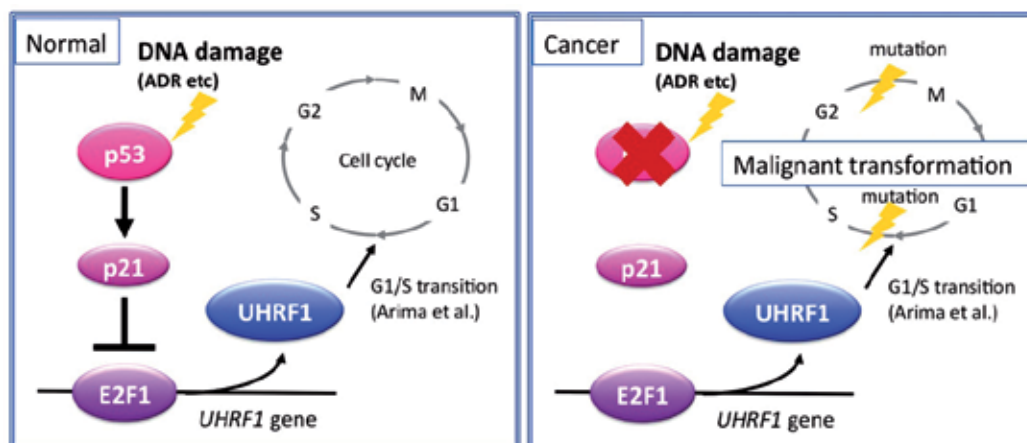 Normal
DNA damage
(ADR etc)
p53
p21
E2F1
UHRF1 gene
UHRF1
G1/S transition
(Arima et al.)
Cell cycle
G2
M
G1
S
Cancer
DNA damage
(ADR etc)
p21
E2F1
UHRF1 gene
UHRF1
G1/S transition
(Arima et al.)
mutation
G2
M
Malignant transformation
mutation
S
G1